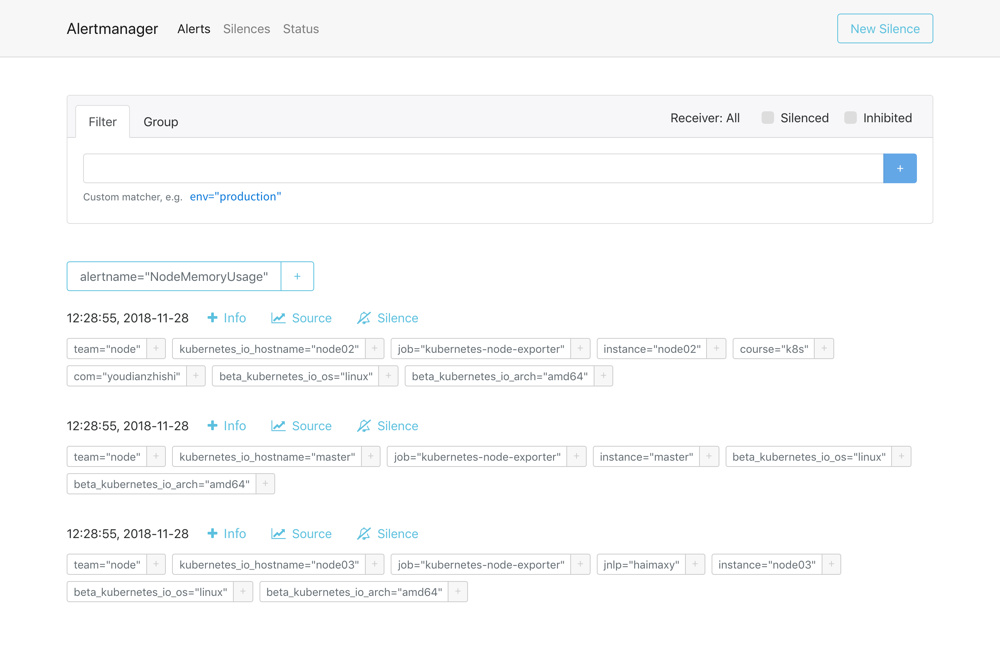 Alertmanager Alerts Silences Status New Silence
Filter Group Receiver: All Silenced Inhibited
+
Custom matcher, e.g. env="production"
alertname="NodeMemoryUsage" +
12:28:55, 2018-11-28 + Info Source Silence
team="node" + kubernetes_io_hostname="node02" + job="kubernetes-node-exporter" + instance="node02" + course="k8s" +
com="youdianzhishi" + beta_kubernetes_io_os="linux" + beta_kubernetes_io_arch="amd64" +
12:28:55, 2018-11-28 + Info Source Silence
team="node" + kubernetes_io_hostname="master" + job="kubernetes-node-exporter" + instance="master" + beta_kubernetes_io_os="linux" +
beta_kubernetes_io_arch="amd64" +
12:28:55, 2018-11-28 + Info Source Silence
team="node" + kubernetes_io_hostname="node03" + job="kubernetes-node-exporter" + jnlp="haimaxy" + instance="node03" +
beta_kubernetes_io_os="linux" + beta_kubernetes_io_arch="amd64" +